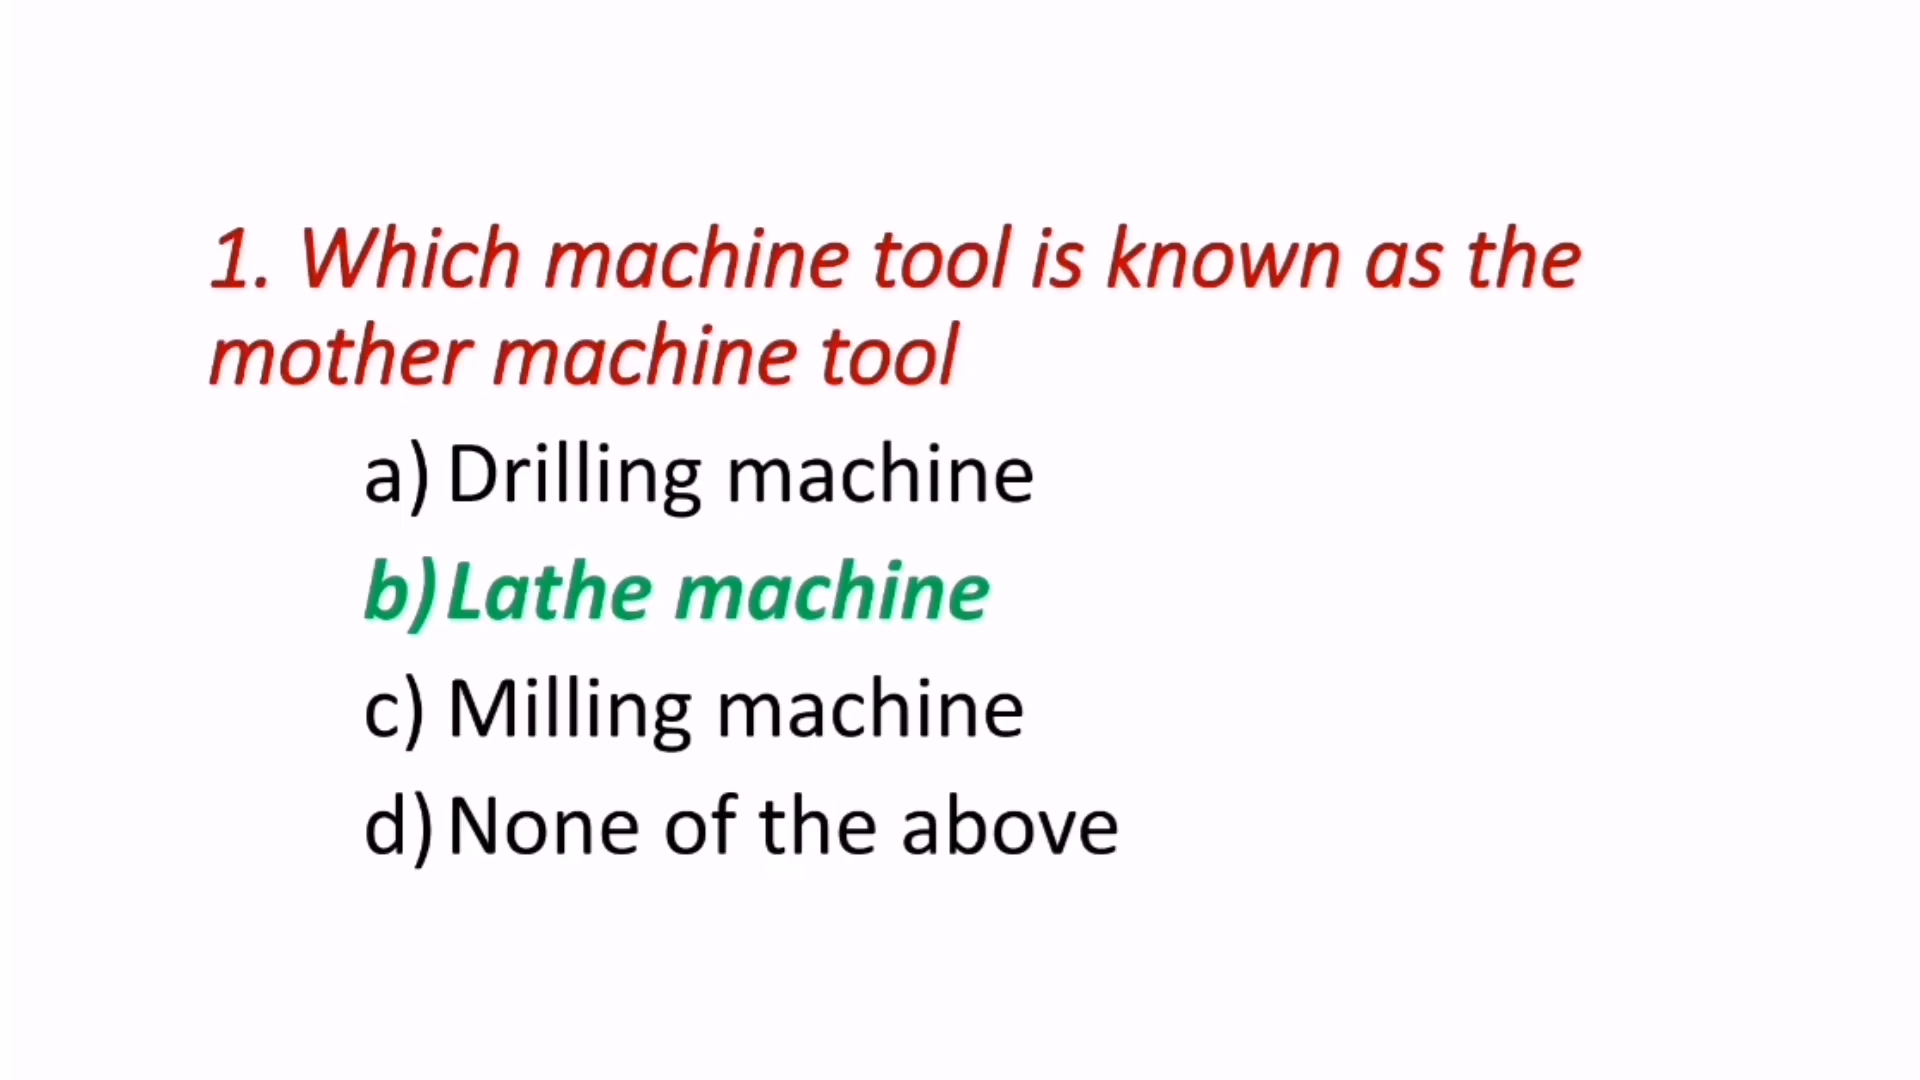 1. Which machine tool is known as the
mother machine tool
a) Drilling machine
b) Lathe machine
c) Milling machine
d) None of the above